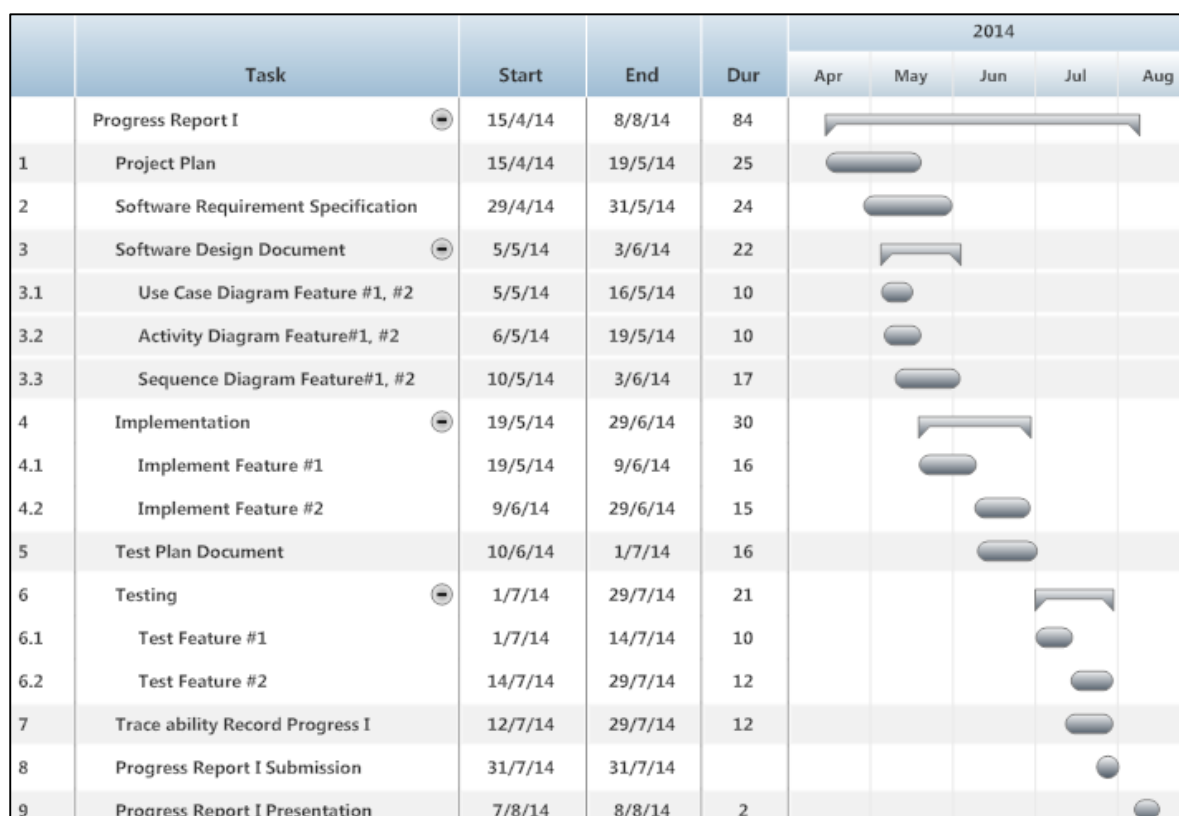 2014
Task Start End Dur Apr May Jun Jul Aug
Progress Report I 15/4/14 8/8/14 84
1 Project Plan 15/4/14 19/5/14 25
2 Software Requirement Specification 29/4/14 31/5/14 24
3 Software Design Document 5/5/14 3/6/14 22
3.1 Use Case Diagram Feature #1, #2 5/5/14 16/5/14 10
3.2 Activity Diagram Feature#1, #2 6/5/14 19/5/14 10
3.3 Sequence Diagram Feature#1, #2 10/5/14 3/6/14 17
4 Implementation 19/5/14 29/6/14 30
4.1 Implement Feature #1 19/5/14 9/6/14 16
4.2 Implement Feature #2 9/6/14 29/6/14 15
5 Test Plan Document 10/6/14 1/7/14 16
6 Testing 1/7/14 29/7/14 21
6.1 Test Feature #1 1/7/14 14/7/14 10
6.2 Test Feature #2 14/7/14 29/7/14 12
7 Trace ability Record Progress I 12/7/14 29/7/14 12
8 Progress Report I Submission 31/7/14 31/7/14
9 Progress Report I Presentation 7/8/14 8/8/14 2